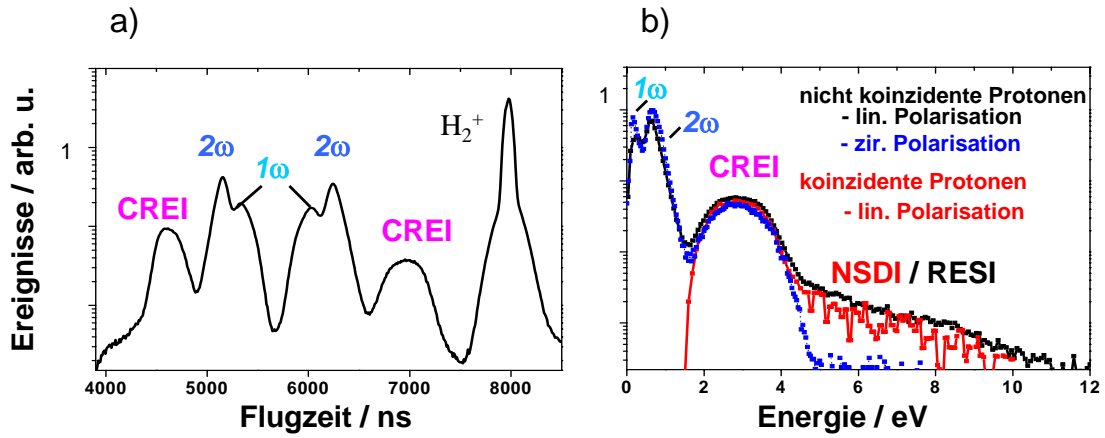 a)
Ereignisse / arb. u.
1
CREI
2ω
1ω
2ω
CREI
H₂⁺
4000 5000 6000 7000 8000
Flugzeit / ns
b)
1
1ω
2ω
CREI
nicht koinzidente Protonen
- lin. Polarisation
- zir. Polarisation
koinzidente Protonen
- lin. Polarisation
NSDI / RESI
0 2 4 6 8 10 12
Energie / eV